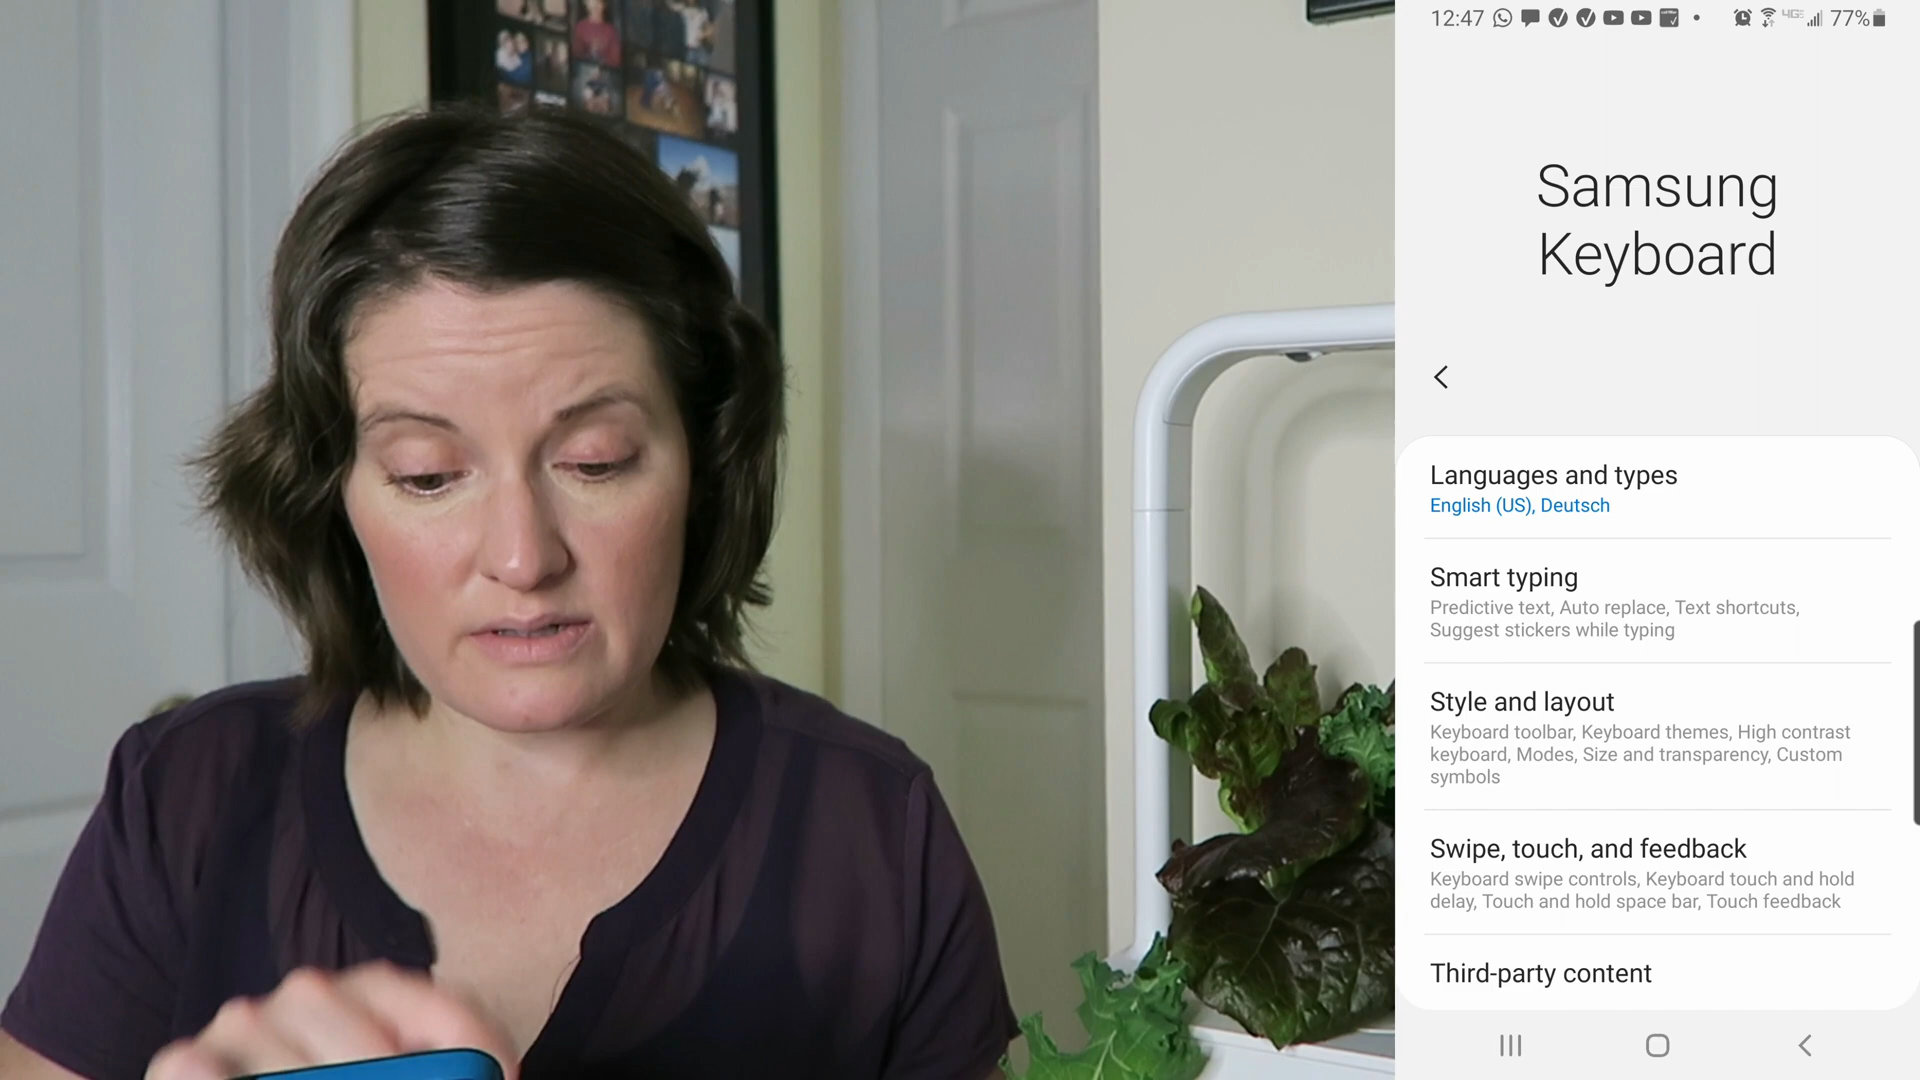 12:47 4GE 77%
Samsung
Keyboard
Languages and types
English (US), Deutsch
Smart typing
Predictive text, Auto replace, Text shortcuts,
Suggest stickers while typing
Style and layout
Keyboard toolbar, Keyboard themes, High contrast
keyboard, Modes, Size and transparency, Custom
symbols
Swipe, touch, and feedback
Keyboard swipe controls, Keyboard touch and hold
delay, Touch and hold space bar, Touch feedback
Third-party content